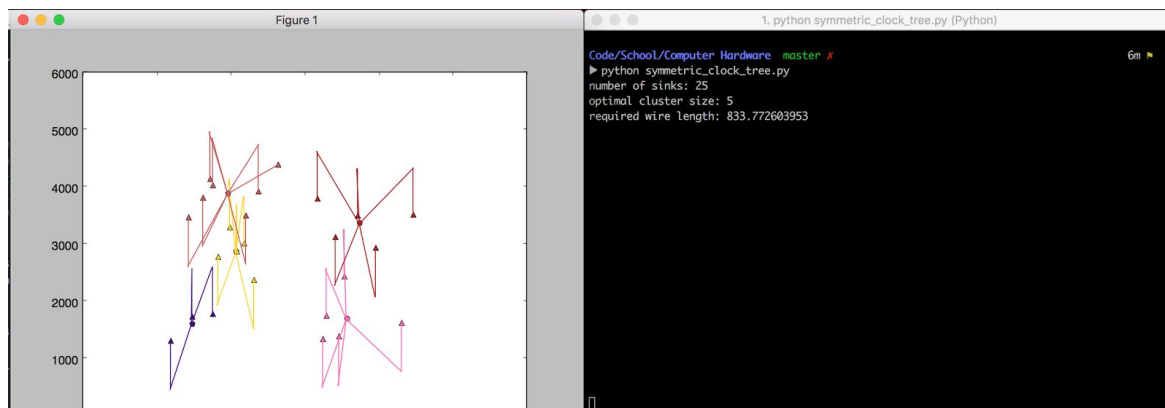 Figure 1
6000
5000
4000
3000
2000
1000
1. python symmetric_clock_tree.py (Python)
Code/School/Computer Hardware master ✗ 6m
▶ python symmetric_clock_tree.py
number of sinks: 25
optimal cluster size: 5
required wire length: 833.772603953